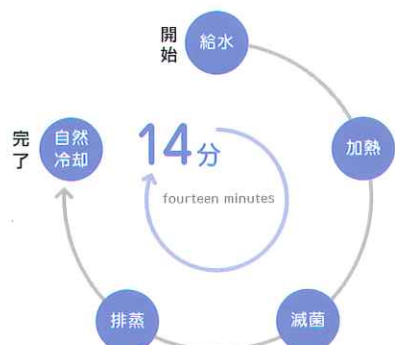 開始
給水
加熱
滅菌
排蒸
自然
冷却
完了
14分
fourteen minutes